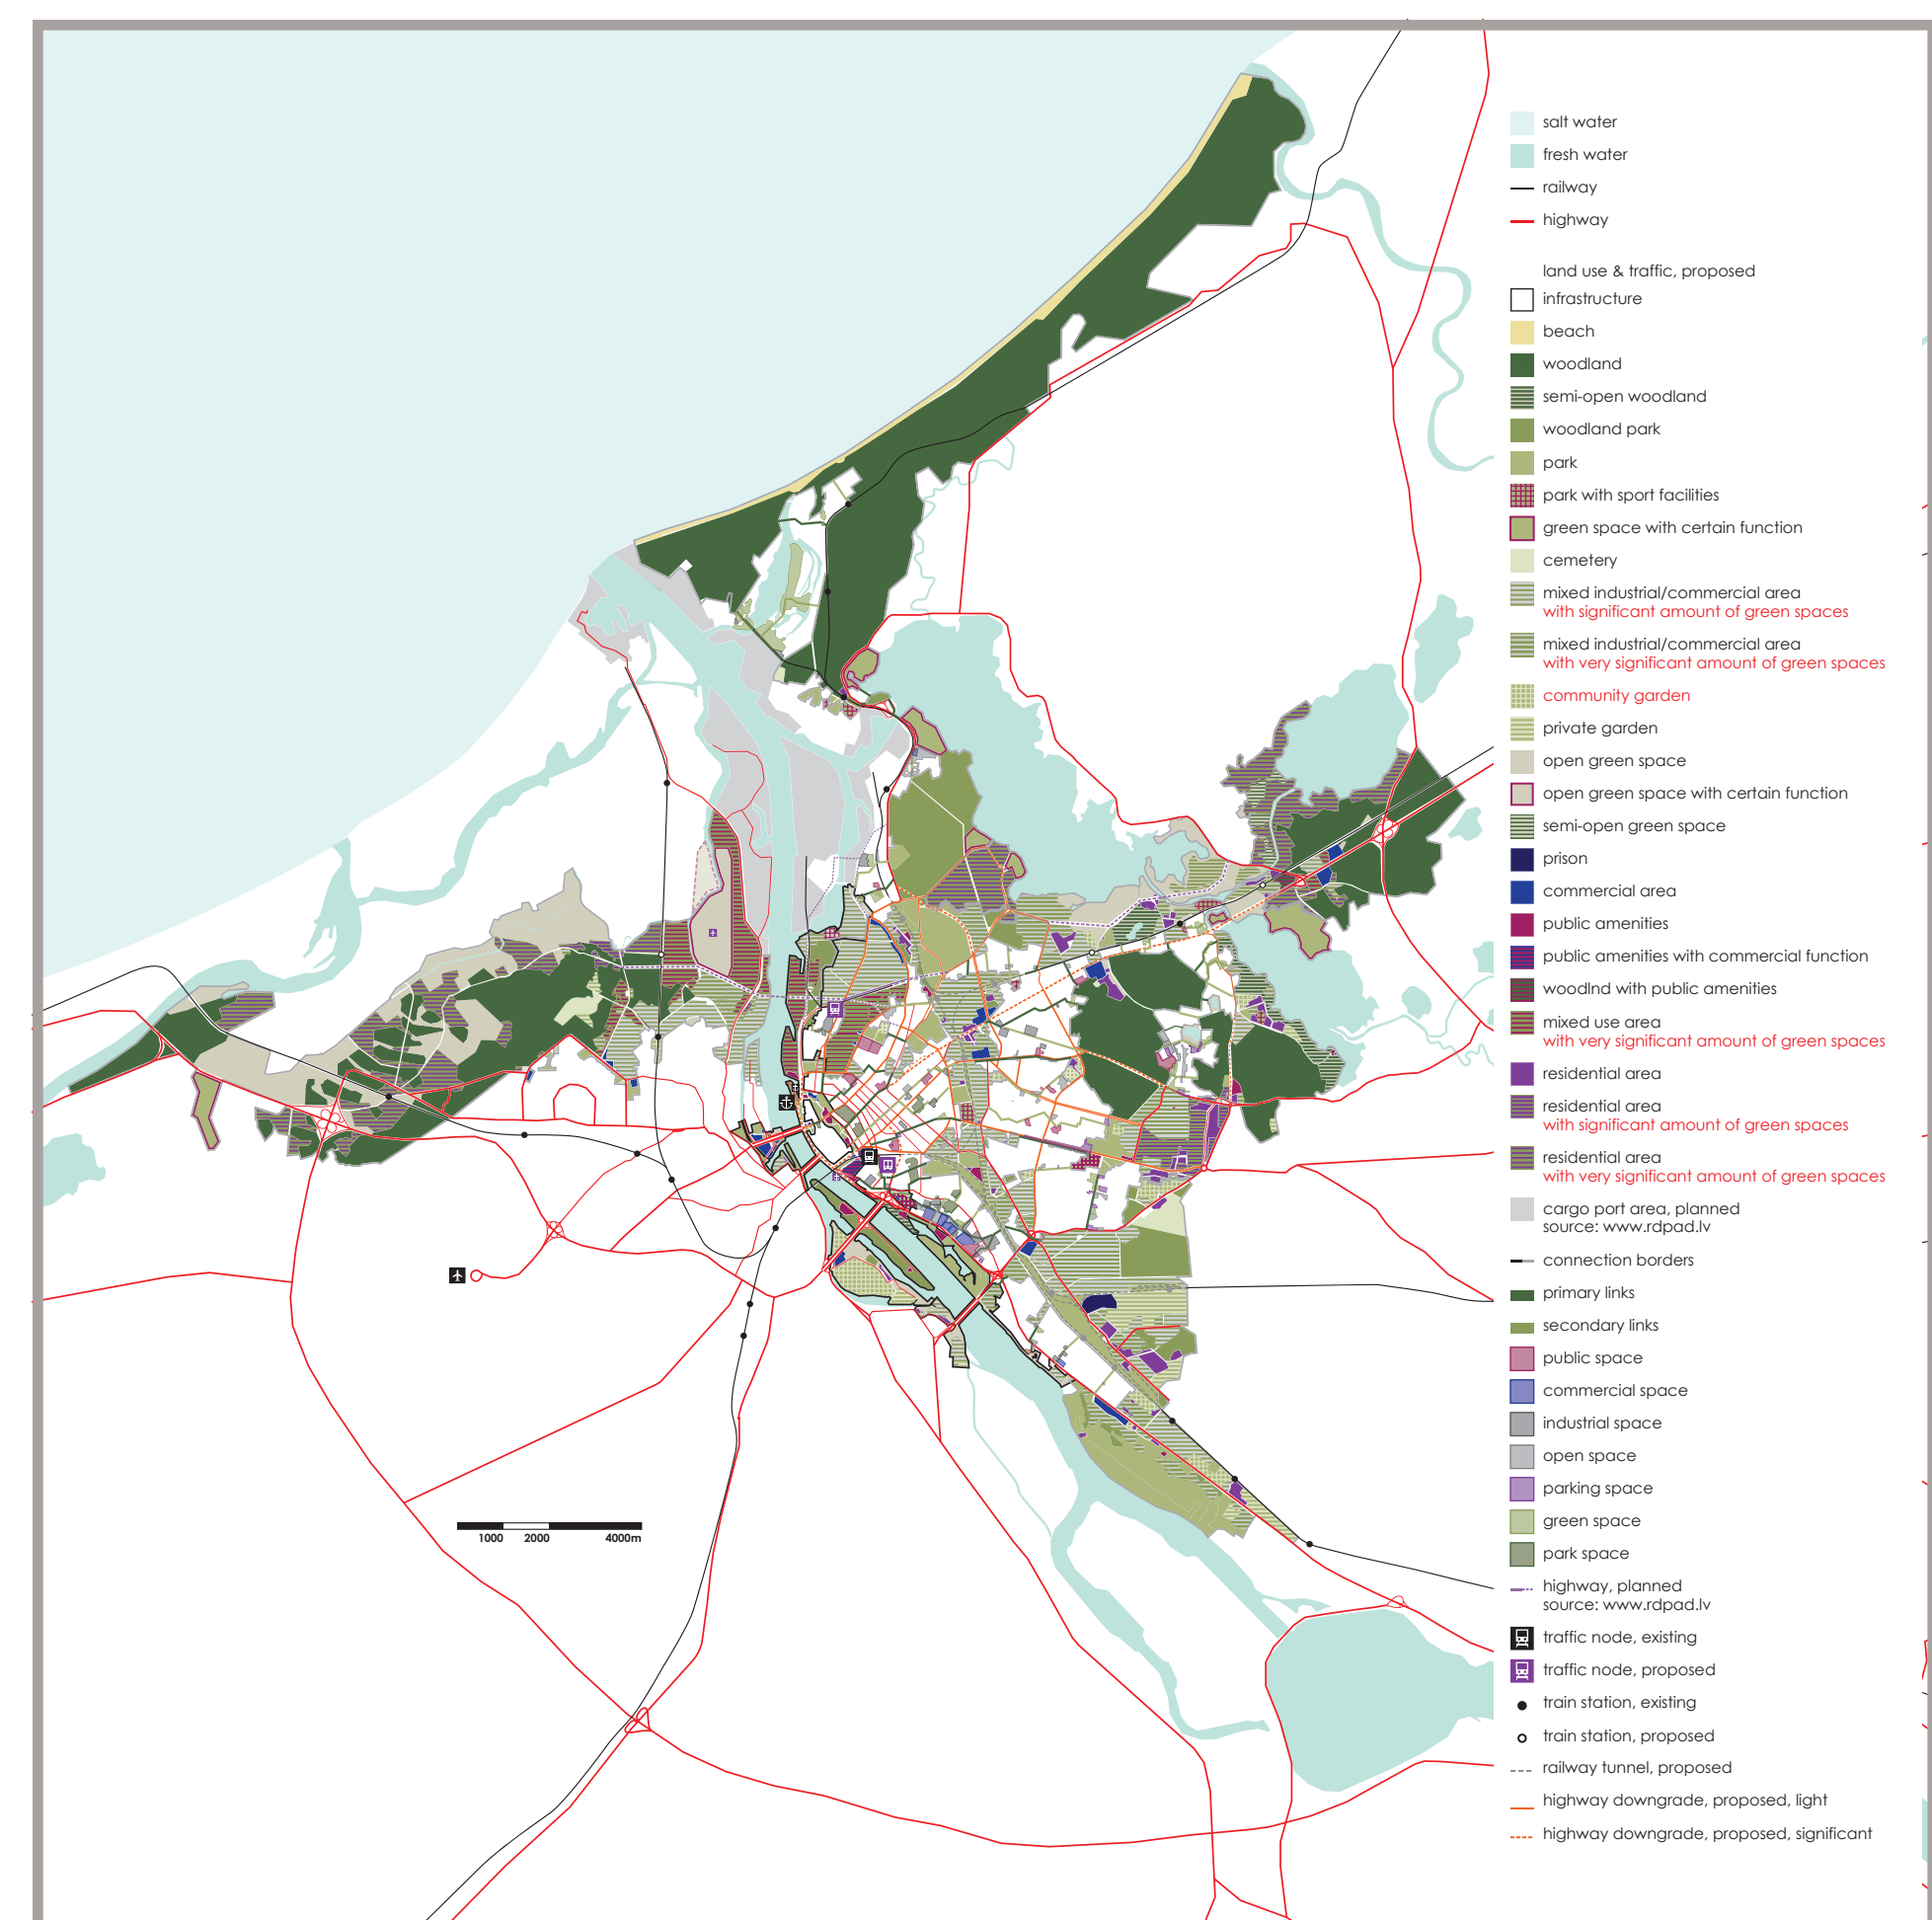 salt water
fresh water
railway
highway
land use & traffic, proposed
infrastructure
beach
woodland
semi-open woodland
woodland park
park
park with sport facilities
green space with certain function
cemetery
mixed industrial/commercial area
with significant amount of green spaces
mixed industrial/commercial area
with very significant amount of green spaces
community garden
private garden
open green space
open green space with certain function
semi-open green space
prison
commercial area
public amenities
public amenities with commercial function
woodlnd with public amenities
mixed use area
with very significant amount of green spaces
residential area
residential area
with significant amount of green spaces
residential area
with very significant amount of green spaces
cargo port area, planned
source: www.rdpad.lv
connection borders
primary links
secondary links
public space
commercial space
industrial space
open space
parking space
green space
park space
highway, planned
source: www.rdpad.lv
traffic node, existing
traffic node, proposed
train station, existing
train station, proposed
railway tunnel, proposed
highway downgrade, proposed, light
highway downgrade, proposed, significant
1000 2000 4000m